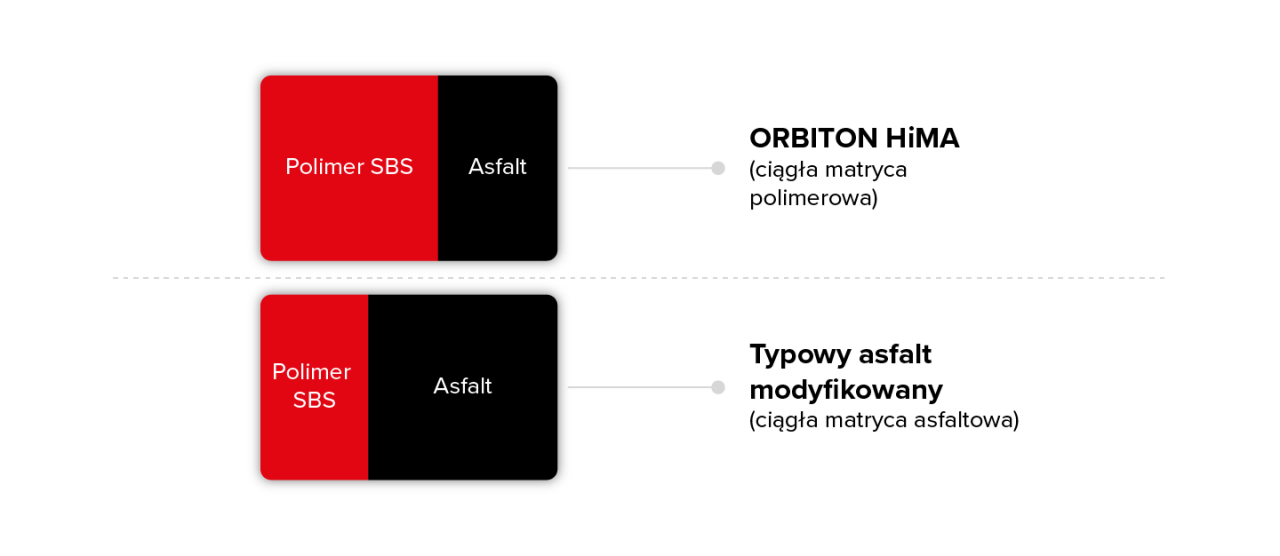 Polimer SBS
Asfalt
ORBITON HiMA
(ciągła matryca
polimerowa)
Polimer
SBS
Asfalt
Typowy asfalt
modyfikowany
(ciągła matryca asfaltowa)